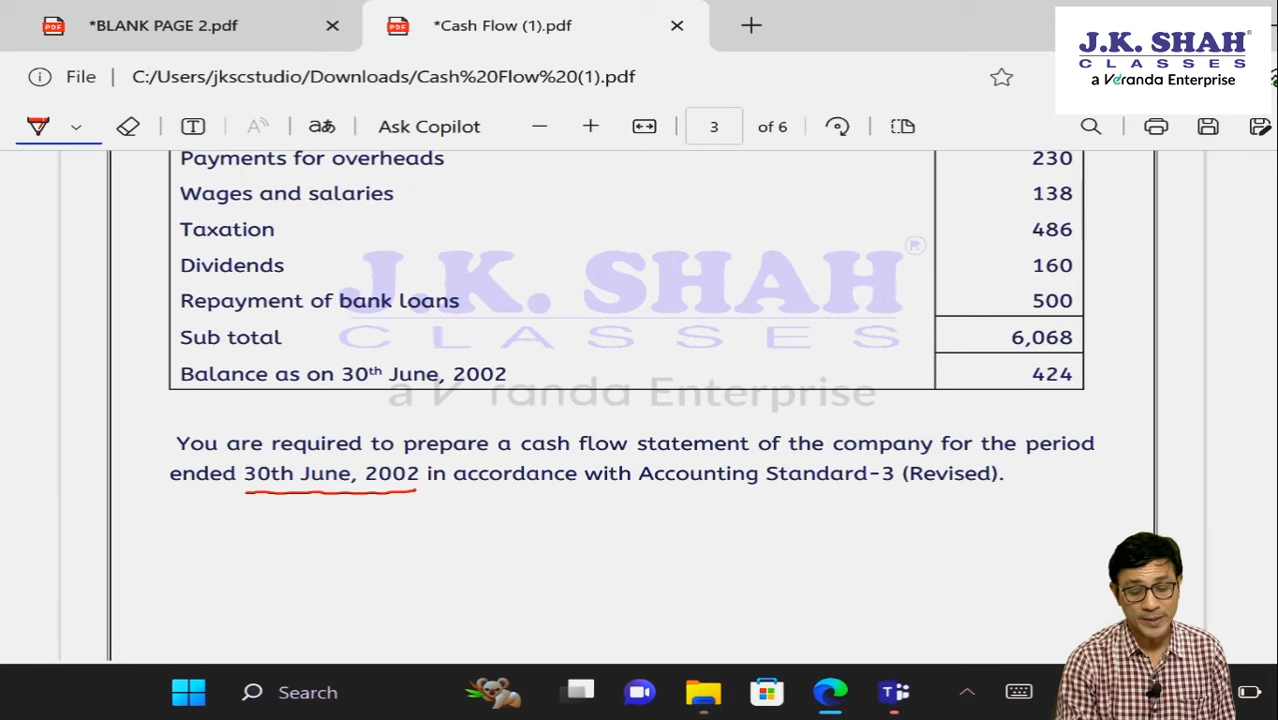 *BLANK PAGE 2.pdf
*Cash Flow (1).pdf
J.K. SHAH®
CLASSES
a Veranda Enterprise
File
C:/Users/jkscstudio/Downloads/Cash%20Flow%20(1).pdf
Ask Copilot
3 of 6
Payments for overheads 230
Wages and salaries 138
Taxation 486
Dividends 160
Repayment of bank loans 500
Sub total 6,068
Balance as on 30th June, 2002 424
J.K. SHAH®
CLASSES
a V randa Enterprise
You are required to prepare a cash flow statement of the company for the period
ended 30th June, 2002 in accordance with Accounting Standard-3 (Revised).
Search